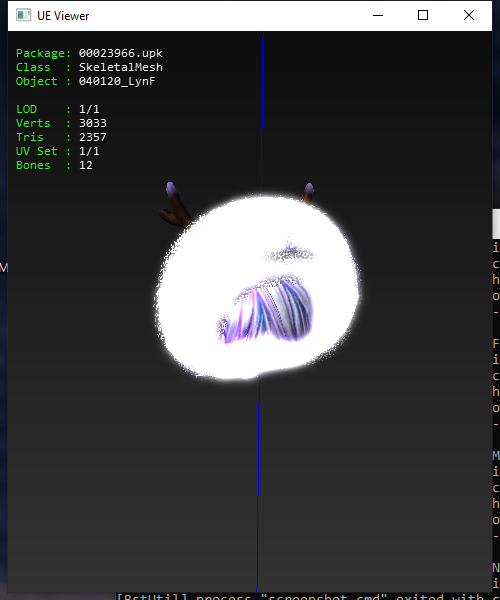 UE Viewer
Package: 00023966.upk
Class : SkeletalMesh
Object : 040120_LynF
LOD : 1/1
Verts : 3033
Tris : 2357
UV Set : 1/1
Bones : 12
M
i
c
h
o
-
F
i
c
h
o
-
M
i
c
h
o
-
N
i
[BstUtil] process "screenshot.cmd" exited with c